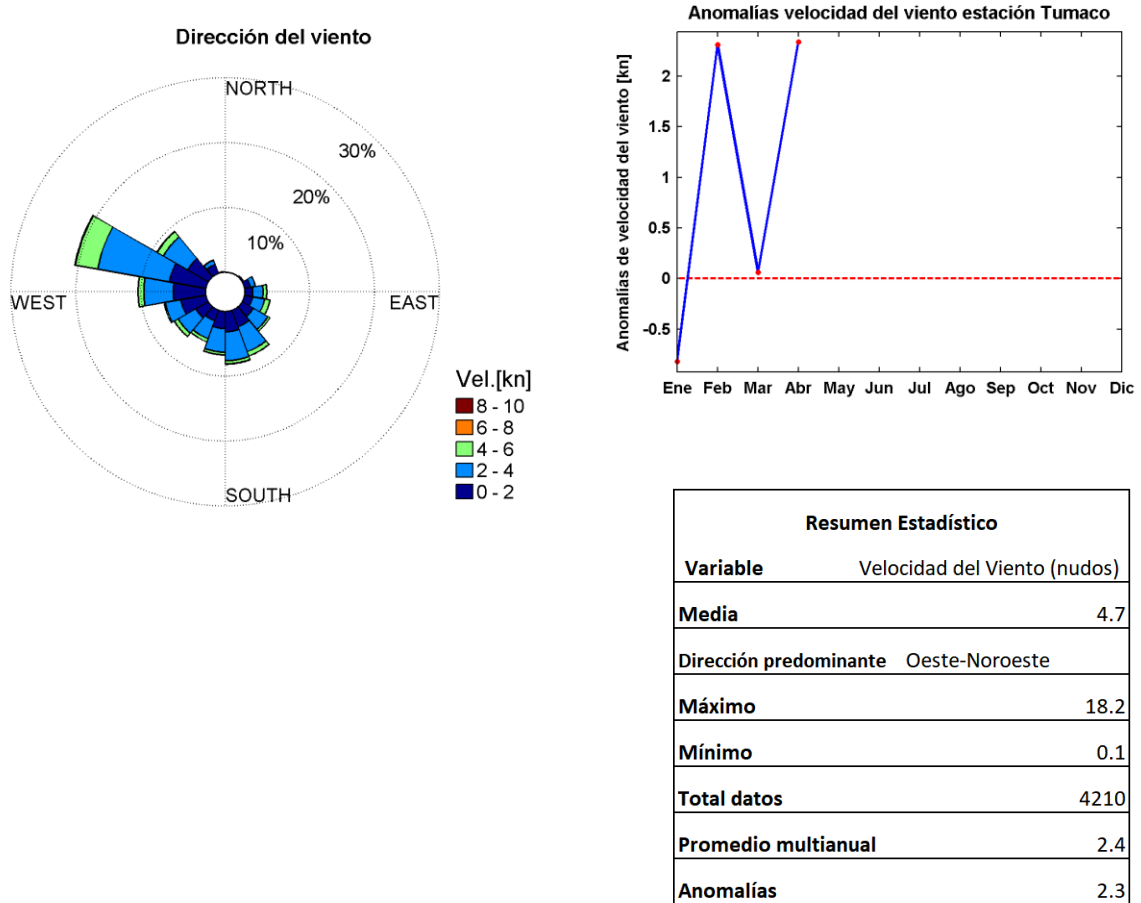 Dirección del viento
NORTH
30%
20%
10%
WEST
EAST
SOUTH
Vel.[kn]
8 - 10
6 - 8
4 - 6
2 - 4
0 - 2
Anomalías velocidad del viento estación Tumaco
Anomalías de velocidad del viento [kn]
2
1.5
1
0.5
0
-0.5
Ene Feb Mar Abr May Jun Jul Ago Sep Oct Nov Dic
Resumen Estadístico
Variable Velocidad del Viento (nudos)
Media 4.7
Dirección predominante Oeste-Noroeste
Máximo 18.2
Mínimo 0.1
Total datos 4210
Promedio multianual 2.4
Anomalías 2.3